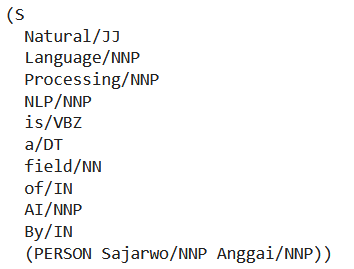 (S
Natural/JJ
Language/NNP
Processing/NNP
NLP/NNP
is/VBZ
a/DT
field/NN
of/IN
AI/NNP
By/IN
(PERSON Sajarwo/NNP Anggai/NNP))